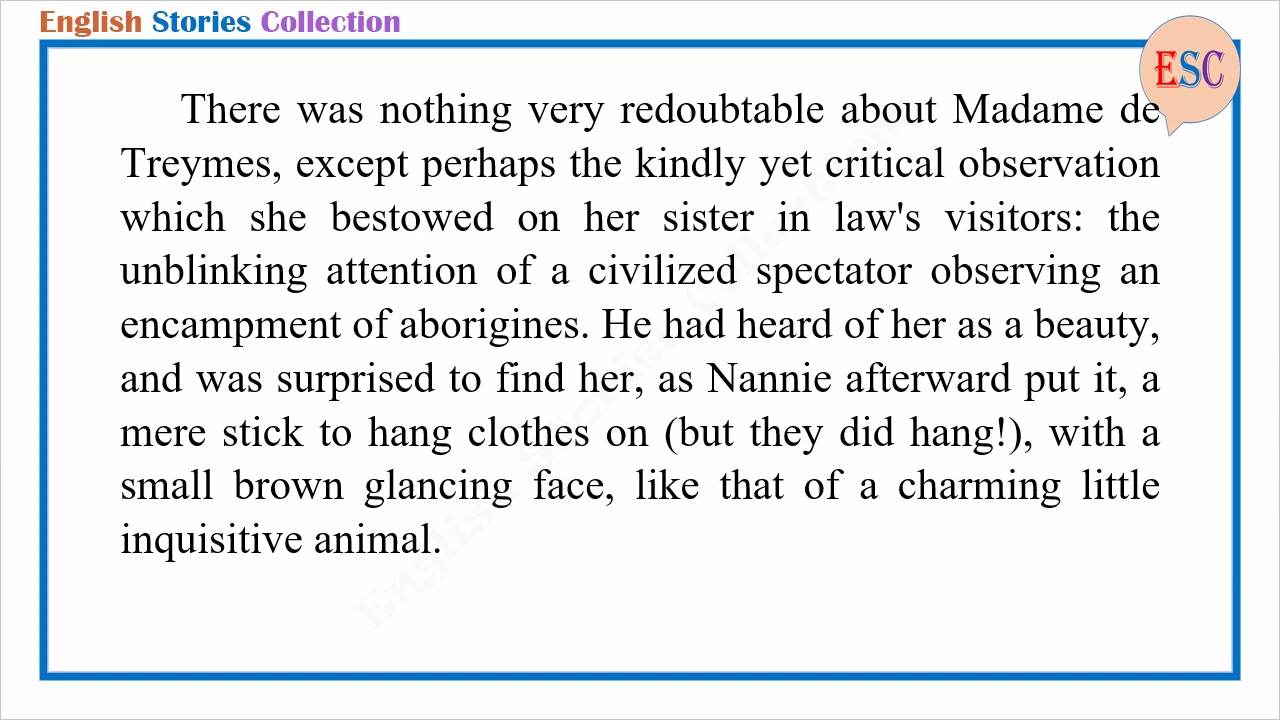 English Stories Collection
ESC
There was nothing very redoubtable about Madame de
Treymes, except perhaps the kindly yet critical observation
which she bestowed on her sister in law's visitors: the
unblinking attention of a civilized spectator observing an
encampment of aborigines. He had heard of her as a beauty,
and was surprised to find her, as Nannie afterward put it, a
mere stick to hang clothes on (but they did hang!), with a
small brown glancing face, like that of a charming little
inquisitive animal.
English Stories Collection